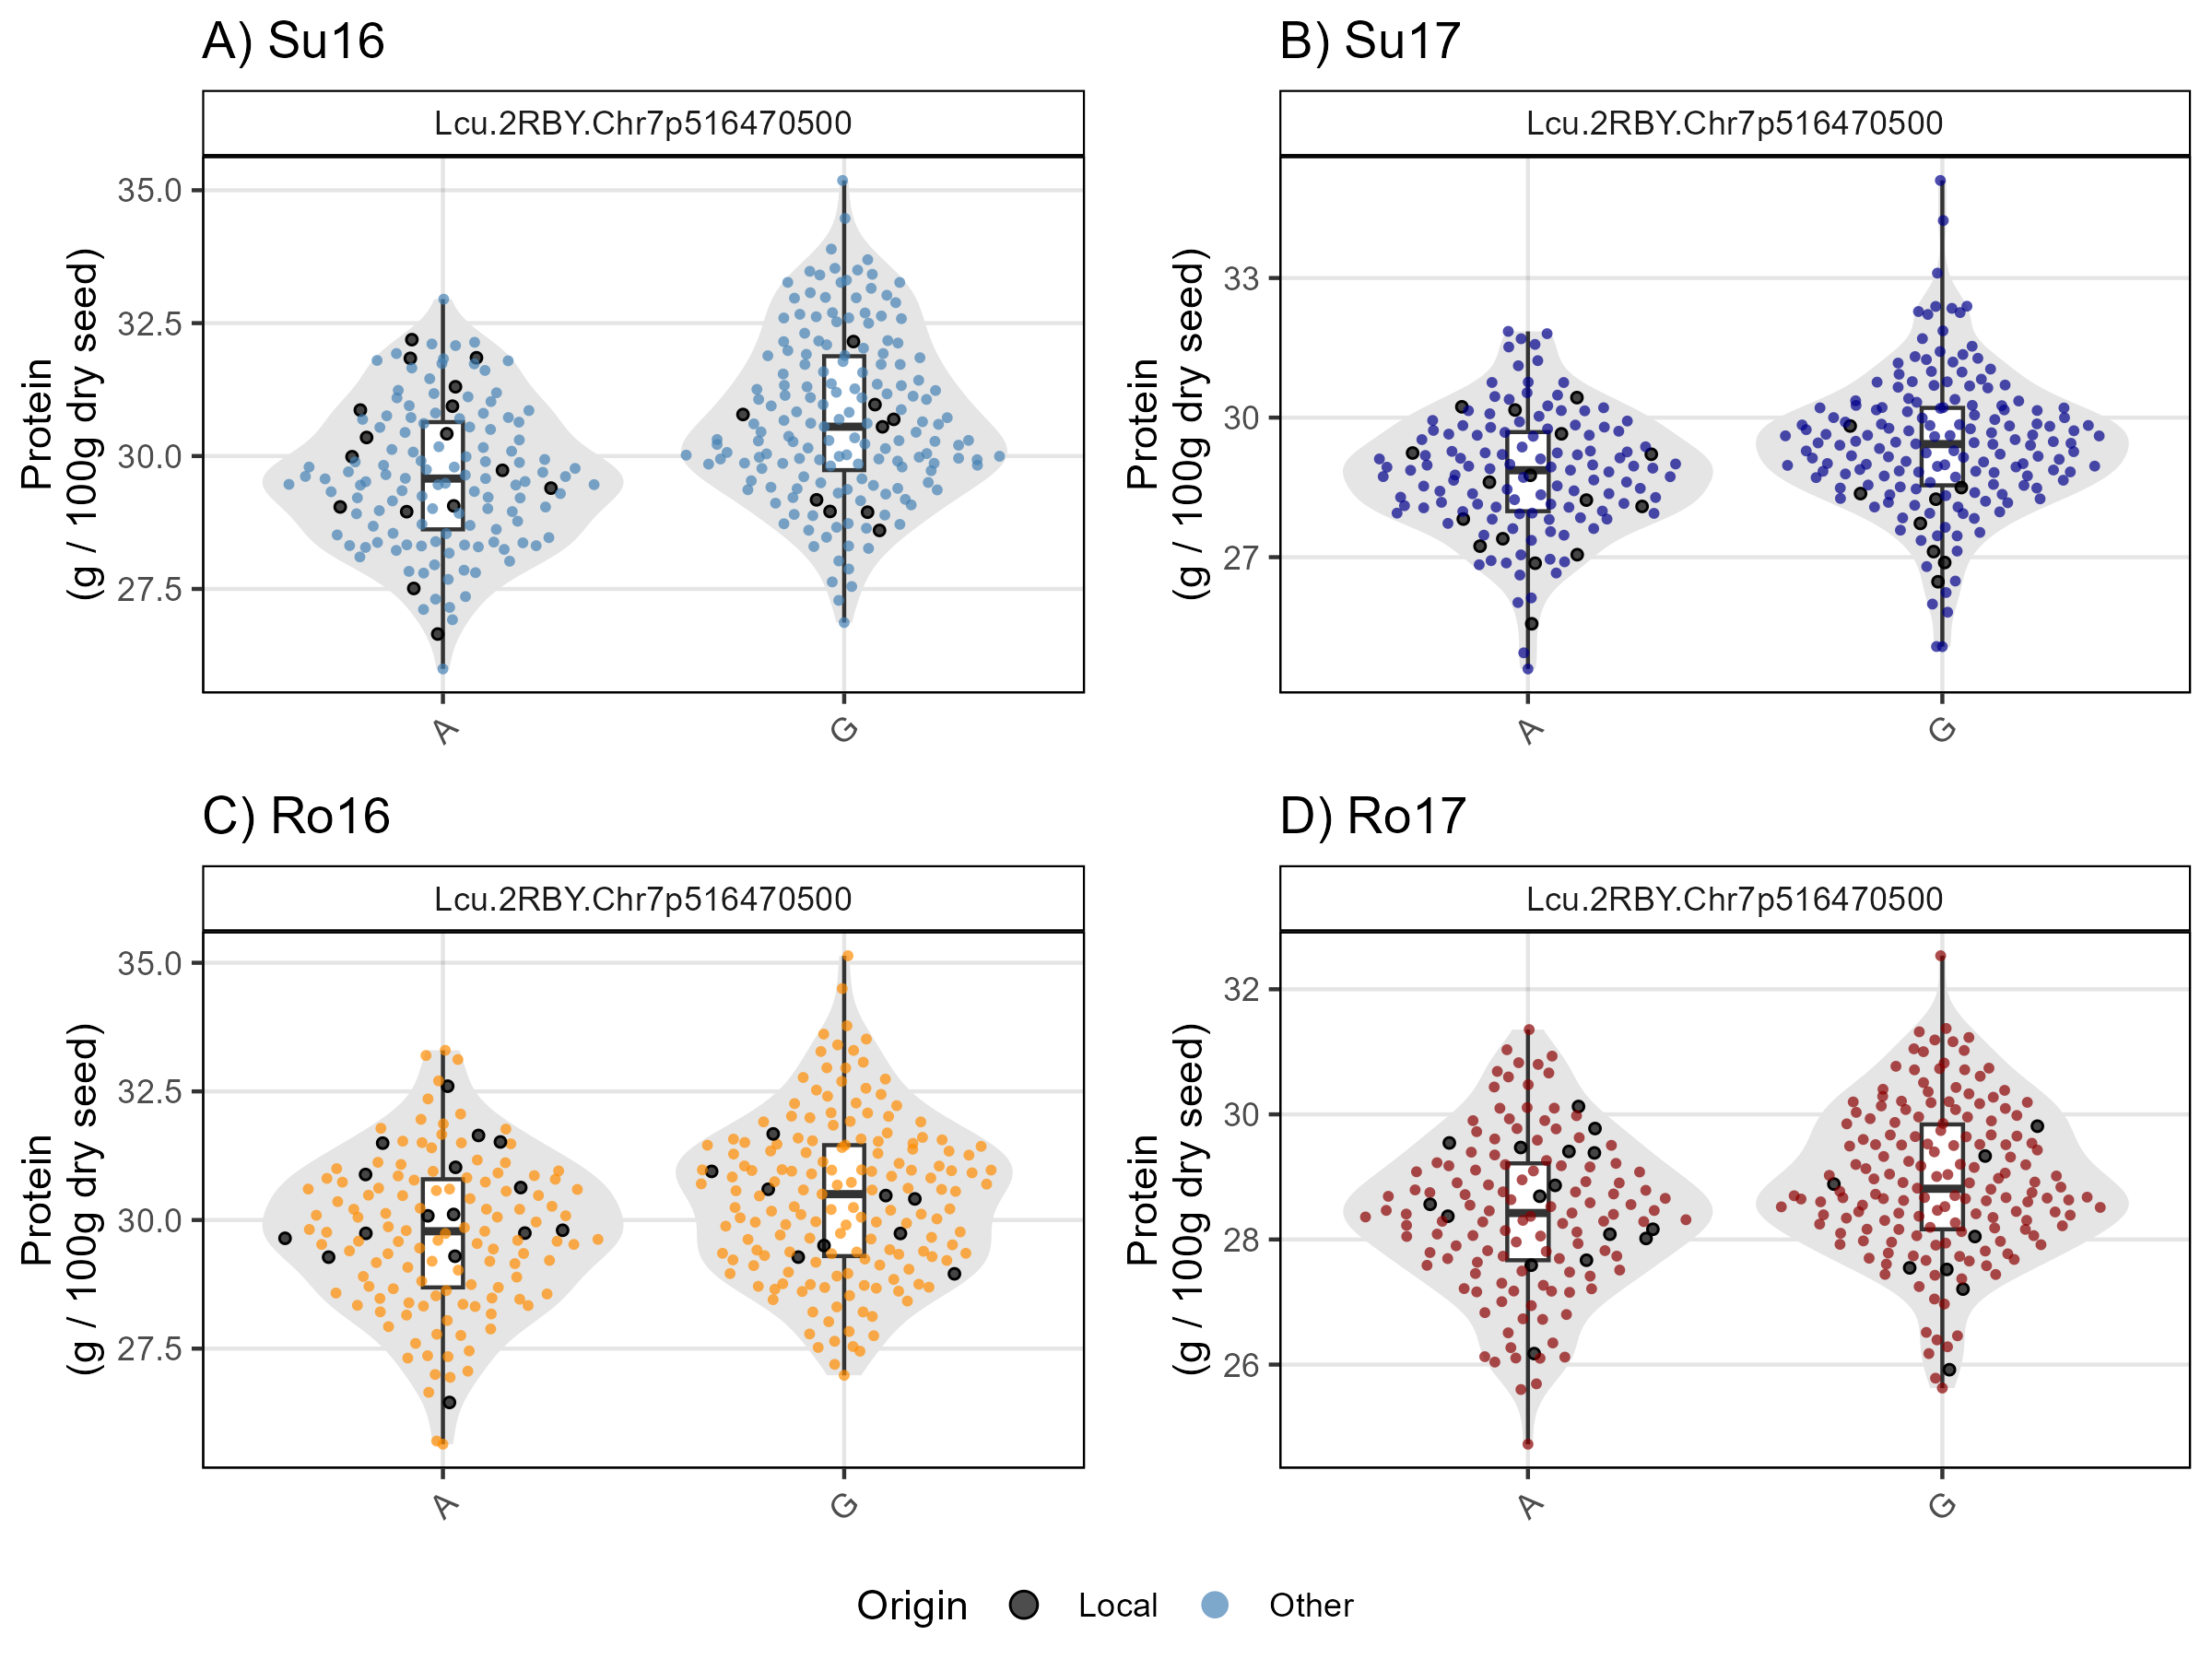 A) Su16
Lcu.2RBY.Chr7p516470500
Protein
(g / 100g dry seed)
35.0
32.5
30.0
27.5
A
G
B) Su17
Lcu.2RBY.Chr7p516470500
Protein
(g / 100g dry seed)
33
30
27
A
G
C) Ro16
Lcu.2RBY.Chr7p516470500
Protein
(g / 100g dry seed)
35.0
32.5
30.0
27.5
A
G
D) Ro17
Lcu.2RBY.Chr7p516470500
Protein
(g / 100g dry seed)
32
30
28
26
A
G
Origin Local Other